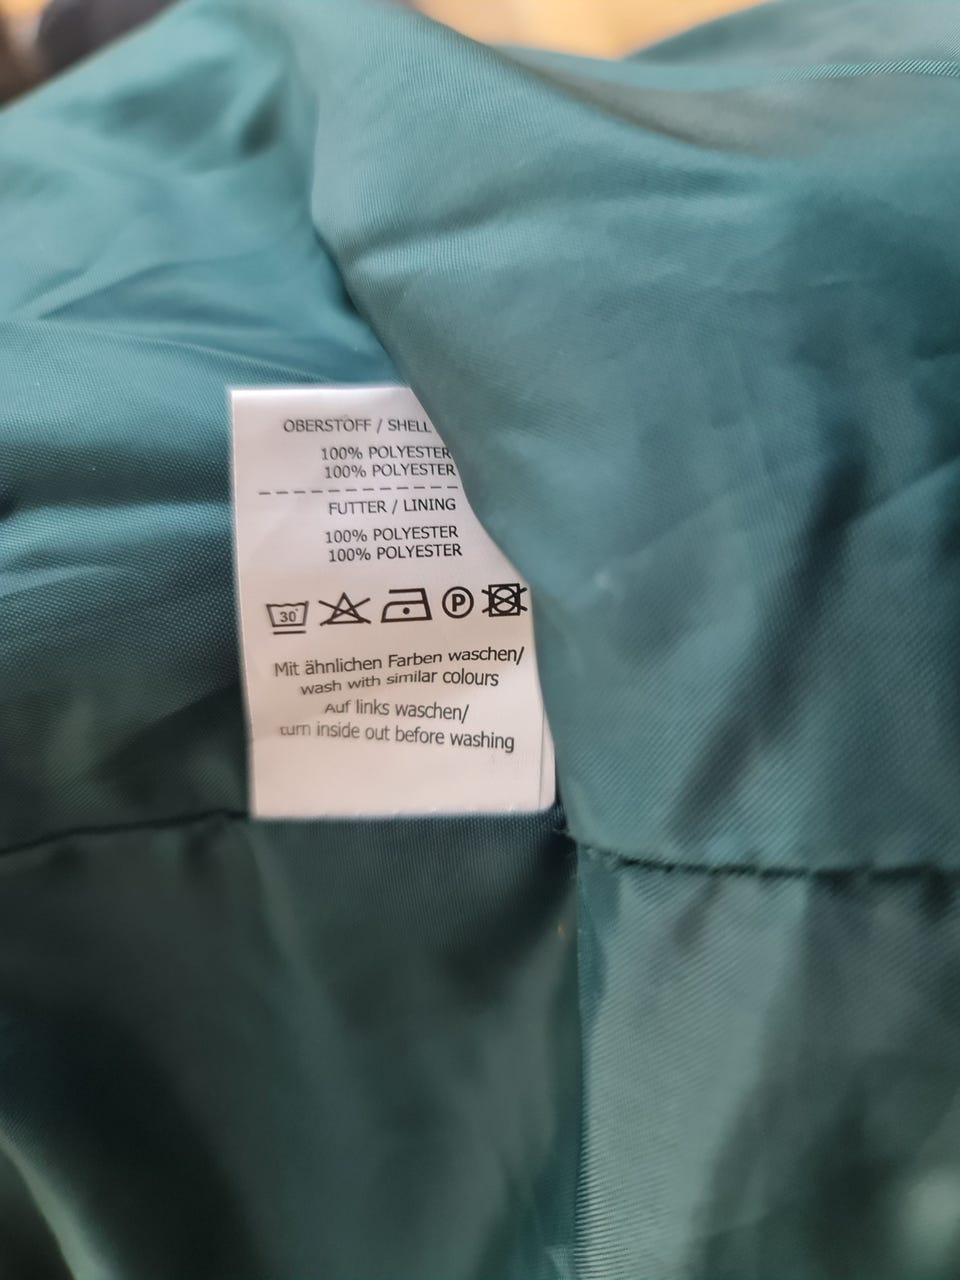 OBERSTOFF / SHELL
100% POLYESTER
100% POLYESTER
FUTTER / LINING
100% POLYESTER
100% POLYESTER
30° P
Mit ähnlichen Farben waschen/
wash with similar colours
Auf links waschen/
turn inside out before washing